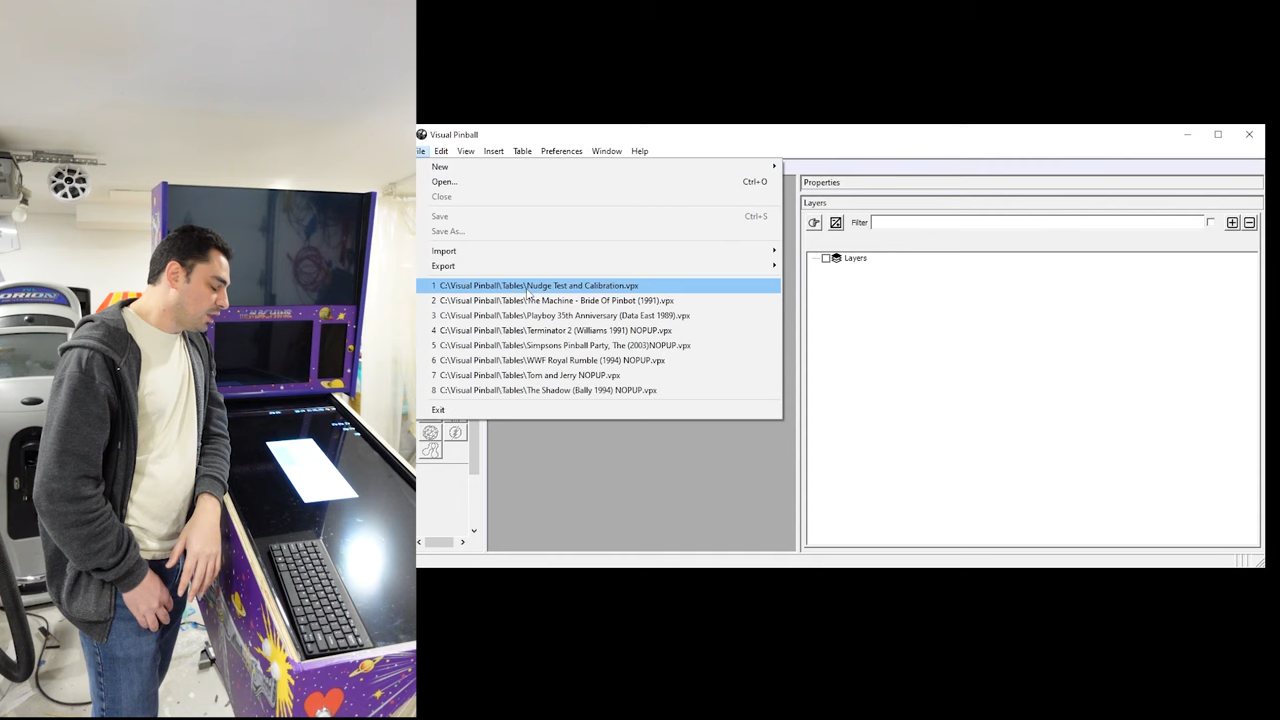 ORION
MACHINE
Visual Pinball
File Edit View Insert Table Preferences Window Help
New
Open... Ctrl+O
Close
Save Ctrl+S
Save As...
Import
Export
1 C:\Visual Pinball\Tables\Nudge Test and Calibration.vpx
2 C:\Visual Pinball\Tables\The Machine - Bride Of Pinbot (1991).vpx
3 C:\Visual Pinball\Tables\Playboy 35th Anniversary (Data East 1989).vpx
4 C:\Visual Pinball\Tables\Terminator 2 (Williams 1991) NOPUP.vpx
5 C:\Visual Pinball\Tables\Simpsons Pinball Party, The (2003)NOPUP.vpx
6 C:\Visual Pinball\Tables\WWF Royal Rumble (1994) NOPUP.vpx
7 C:\Visual Pinball\Tables\Tom and Jerry NOPUP.vpx
8 C:\Visual Pinball\Tables\The Shadow (Bally 1994) NOPUP.vpx
Exit
Properties
Layers
Filter
Layers